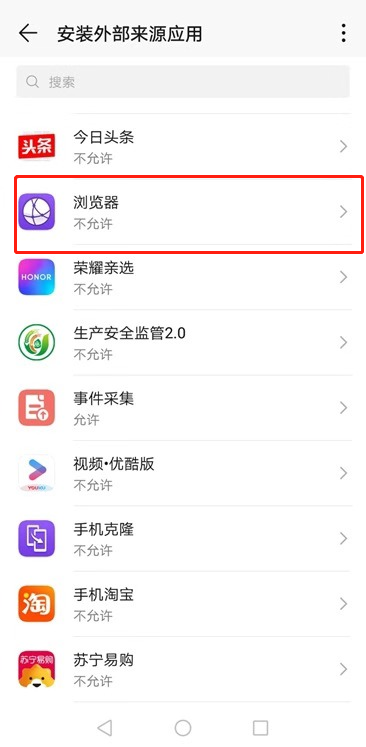 安装外部来源应用
搜索
头条
今日头条
不允许
浏览器
不允许
HONOR
荣耀亲选
不允许
生产安全监管2.0
不允许
事件采集
允许
视频•优酷版
YOUKU
不允许
手机克隆
不允许
淘
手机淘宝
不允许
苏宁易购
苏宁易购
不允许